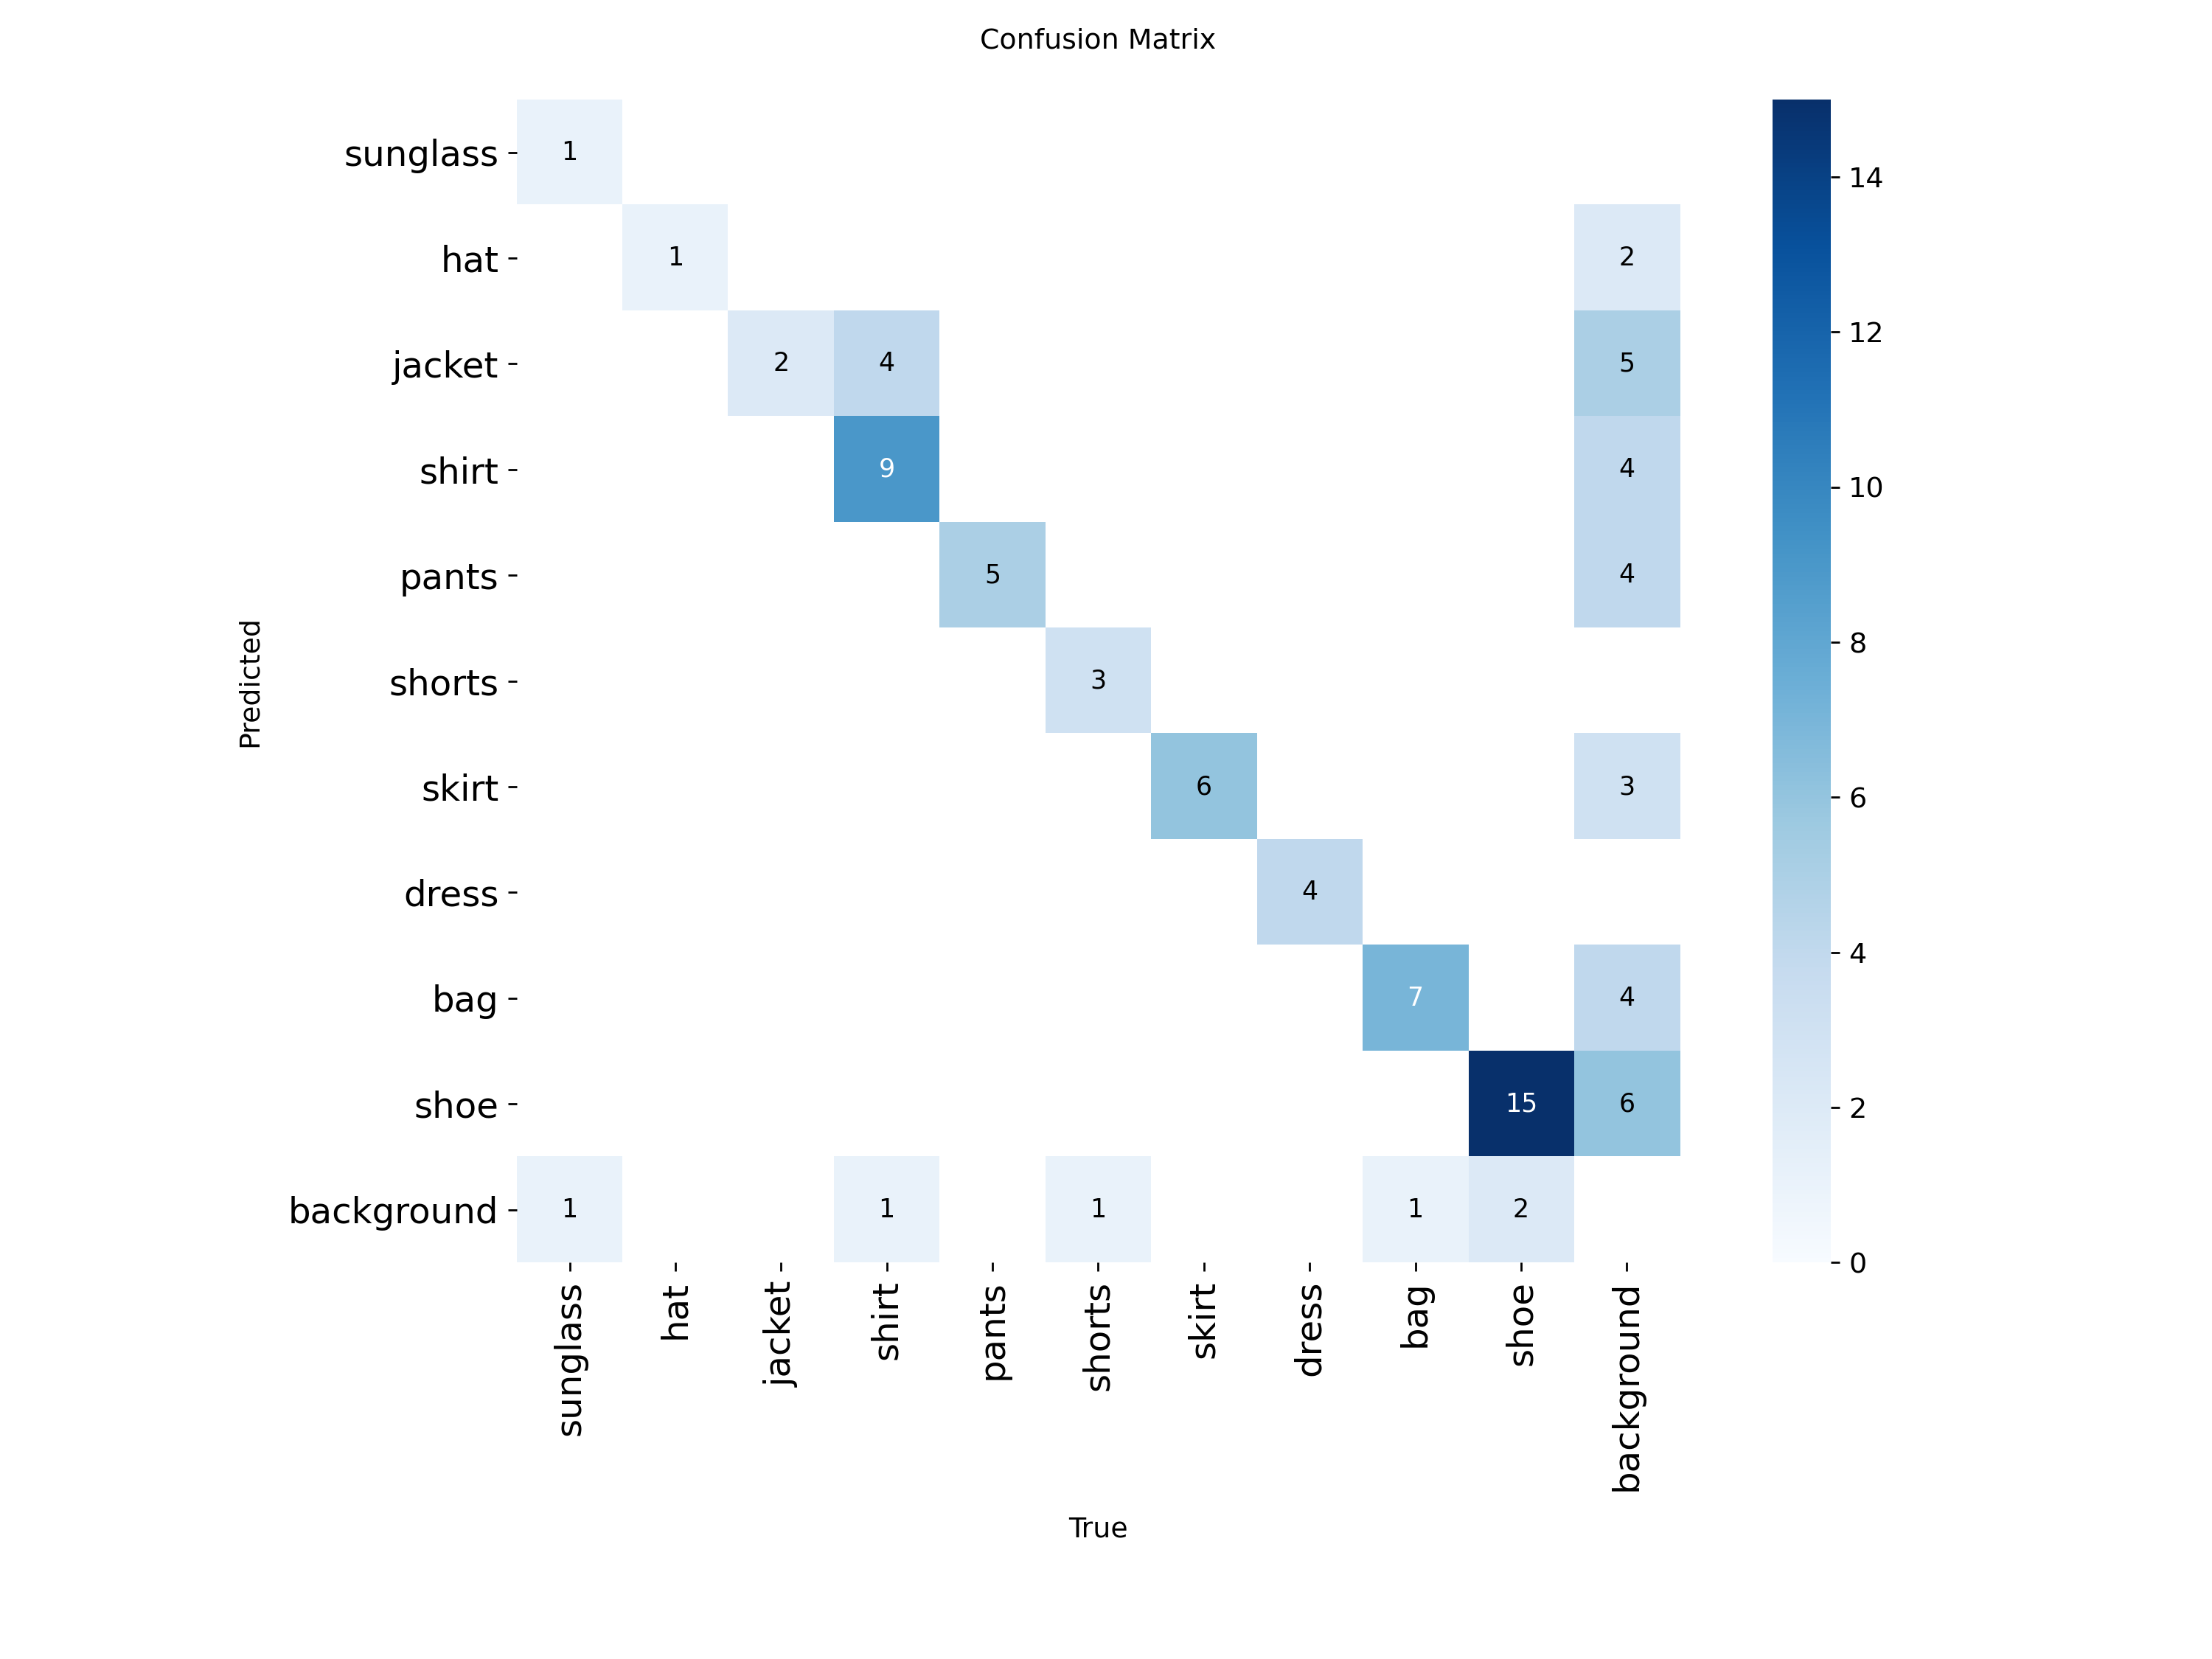 Confusion Matrix
sunglass 1
hat 1 2
jacket 2 4 5
shirt 9 4
pants 5 4
shorts 3
skirt 6 3
dress 4
bag 7 4
shoe 15 6
background 1 1 1 1 2
sunglass hat jacket shirt pants shorts skirt dress bag shoe background
True
Predicted
14
12
10
8
6
4
2
0